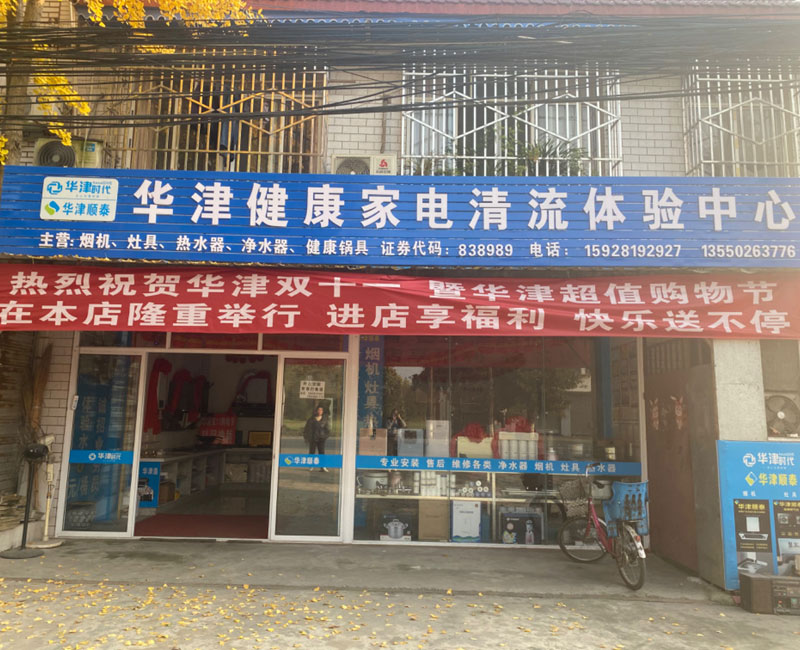 华津时代
华津顺泰
华津健康家电清流体验中心
主营：烟机、灶具、热水器、净水器、健康锅具 证券代码：838989 电话：15928192927 13550263776
热烈祝贺华津双十一 暨华津超值购物节
在本店隆重举行 进店享福利 快乐送不停
烟机 灶具
华津时代
华津顺泰
专业安装 售后 维修各类 净水器 烟机 灶具 热水器
华津时代
华津顺泰
烟机 灶具